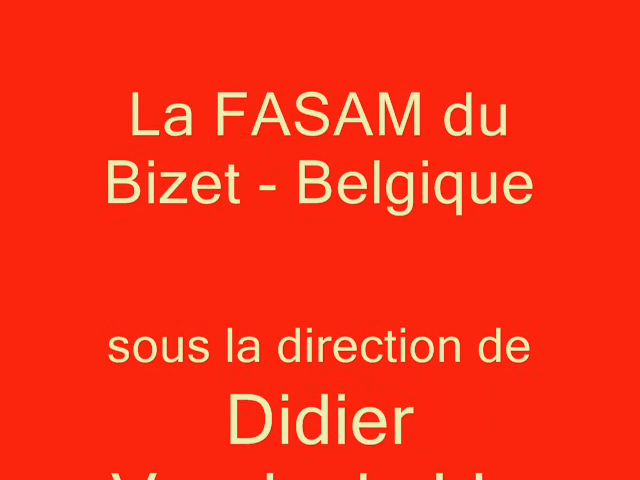 La FASAM du
Bizet - Belgique
sous la direction de
Didier